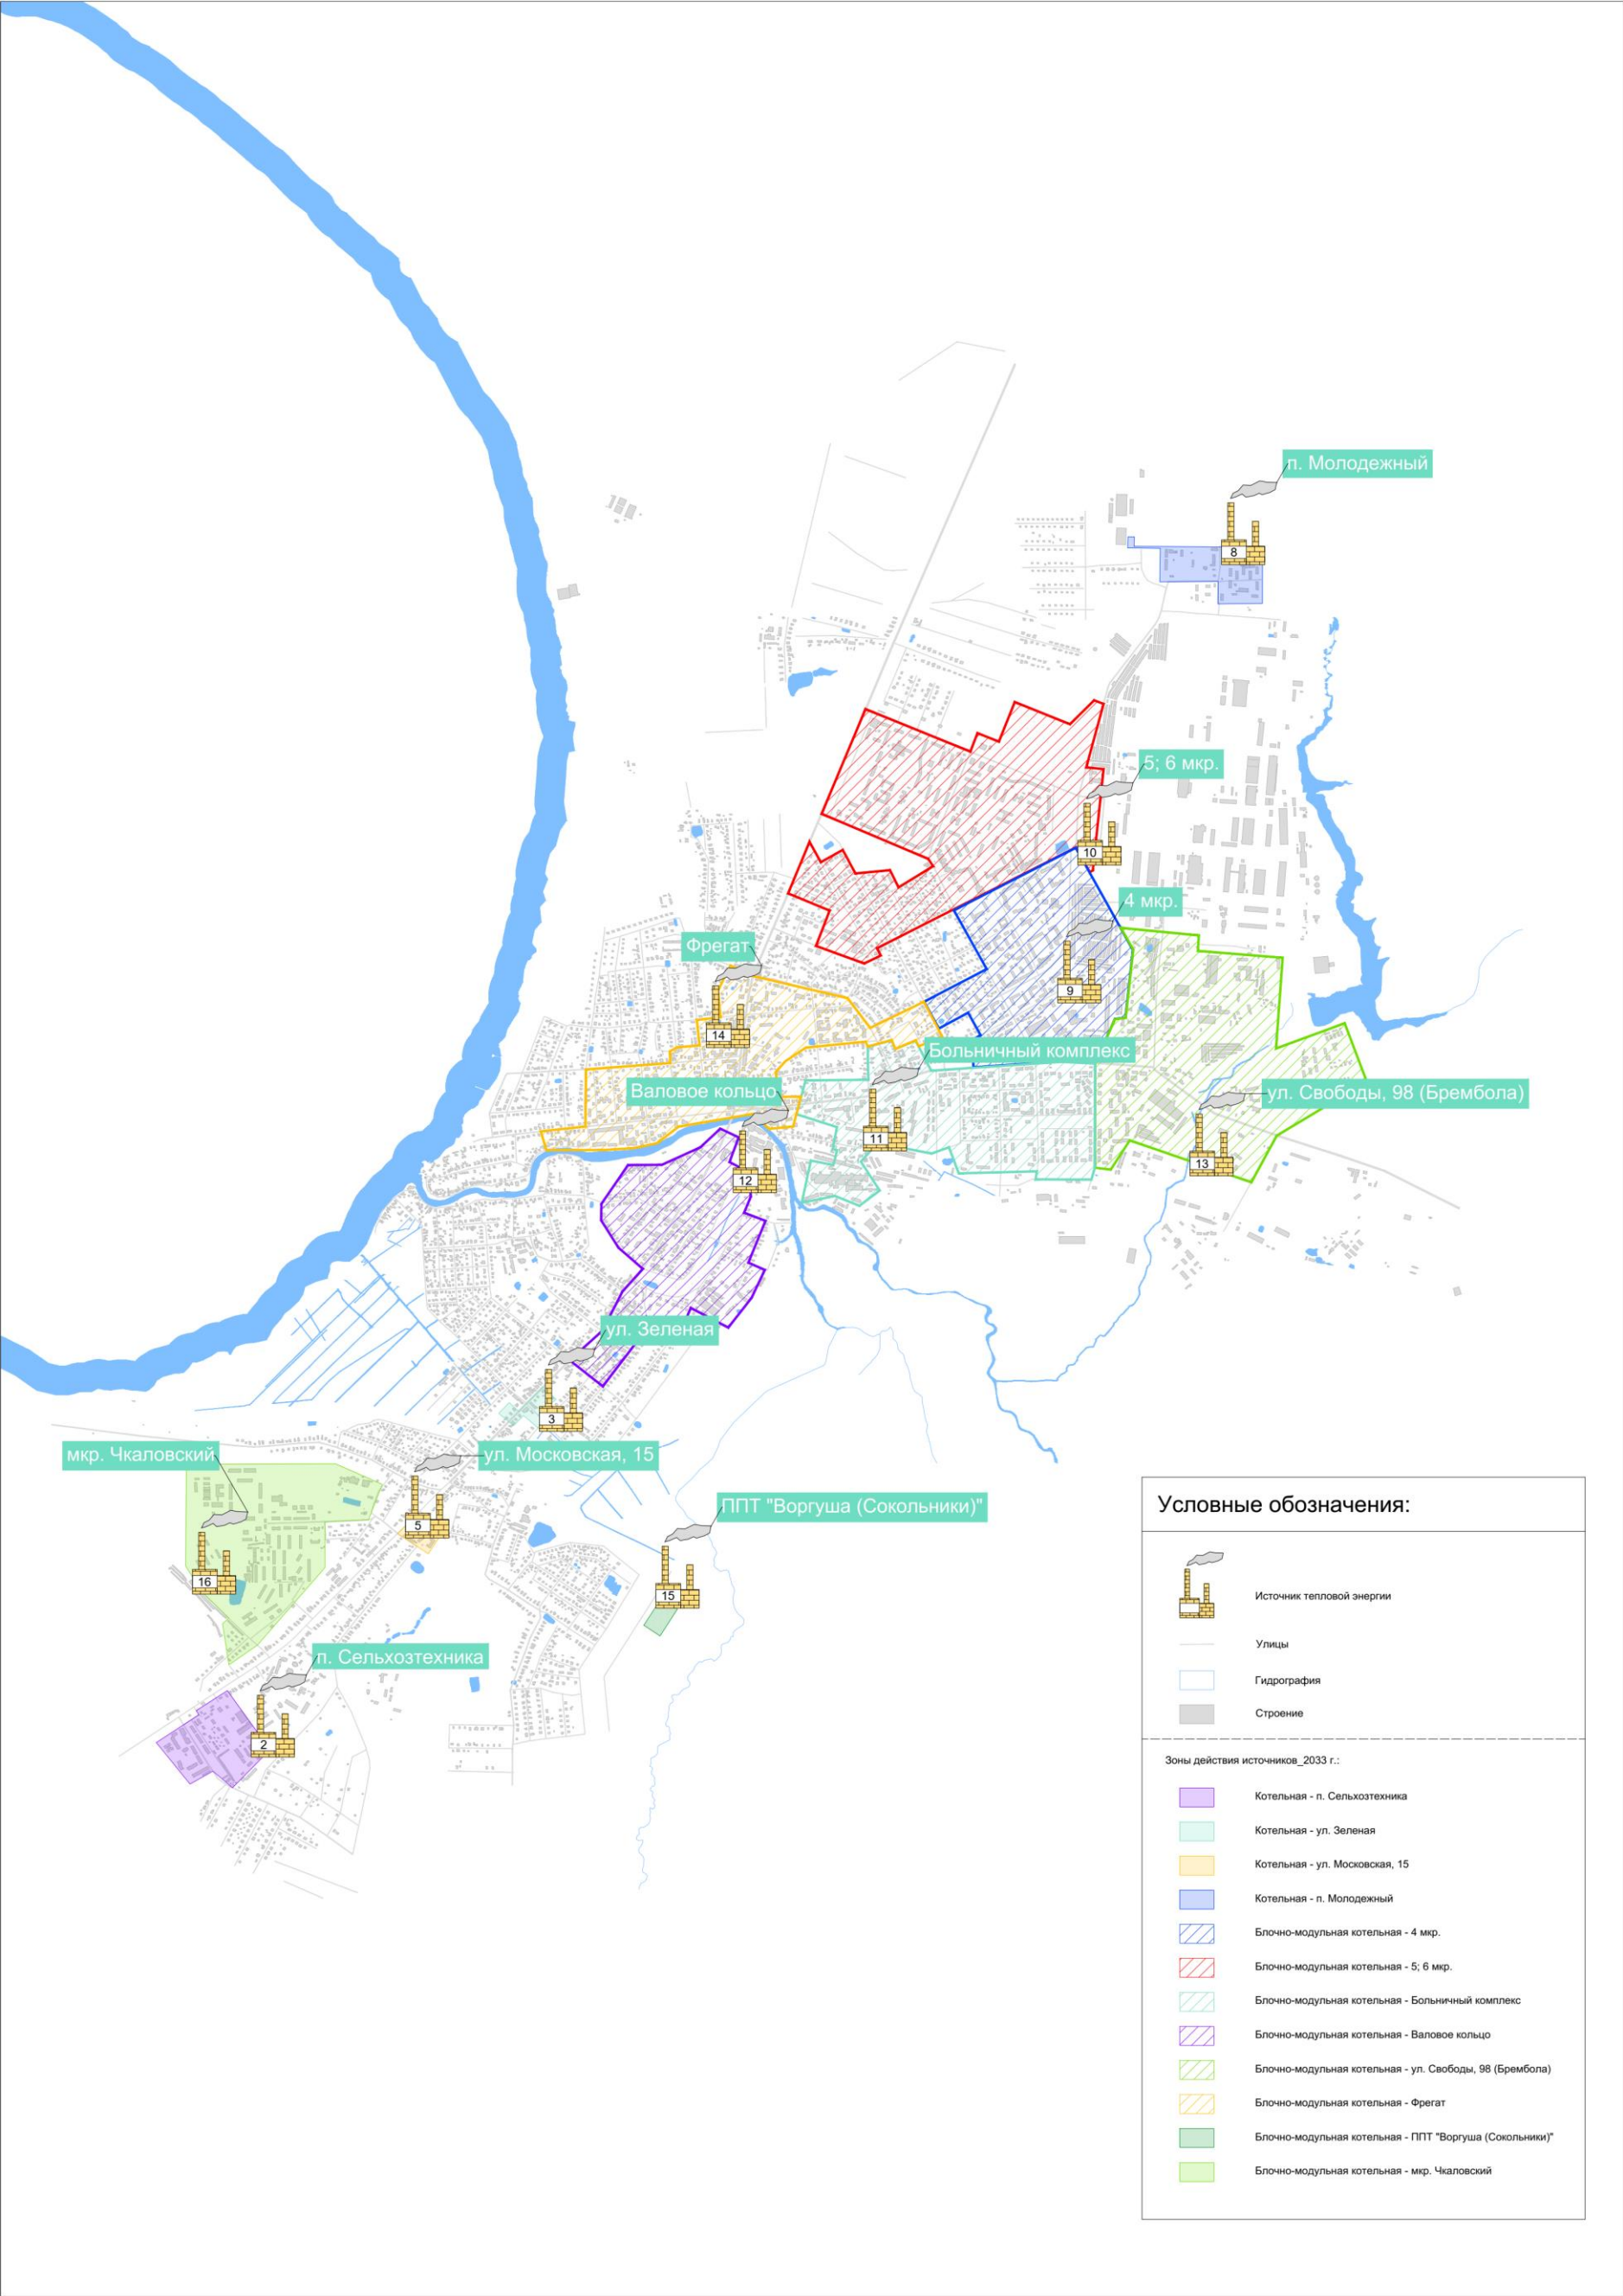 п. Молодежный
8
5; 6 мкр.
10
4 мкр.
9
Фрегат
14
Больничный комплекс
11
Валовое кольцо
12
ул. Свободы, 98 (Брембола)
13
ул. Зеленая
3
мкр. Чкаловский
16
ул. Московская, 15
5
ППТ "Воргуша (Сокольники)"
15
п. Сельхозтехника
2
Условные обозначения:
Источник тепловой энергии
Улицы
Гидрография
Строение
Зоны действия источников_2033 г.:
Котельная - п. Сельхозтехника
Котельная - ул. Зеленая
Котельная - ул. Московская, 15
Котельная - п. Молодежный
Блочно-модульная котельная - 4 мкр.
Блочно-модульная котельная - 5; 6 мкр.
Блочно-модульная котельная - Больничный комплекс
Блочно-модульная котельная - Валовое кольцо
Блочно-модульная котельная - ул. Свободы, 98 (Брембола)
Блочно-модульная котельная - Фрегат
Блочно-модульная котельная - ППТ "Воргуша (Сокольники)"
Блочно-модульная котельная - мкр. Чкаловский